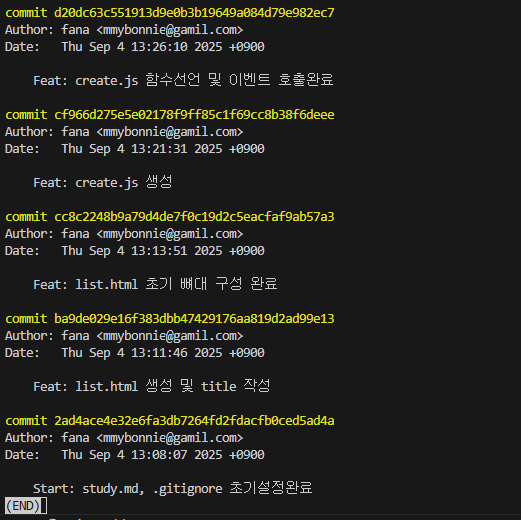 commit d20dc63c551913d9e0b3b19649a084d79e982ec7
Author: fana <mmybonnie@gamil.com>
Date:   Thu Sep 4 13:26:10 2025 +0900
    Feat: create.js 함수선언 및 이벤트 호출완료
commit cf966d275e5e02178f9ff85c1f69cc8b38f6deee
Author: fana <mmybonnie@gamil.com>
Date:   Thu Sep 4 13:21:31 2025 +0900
    Feat: create.js 생성
commit cc8c2248b9a79d4de7f0c19d2c5eacfaf9ab57a3
Author: fana <mmybonnie@gamil.com>
Date:   Thu Sep 4 13:13:51 2025 +0900
    Feat: list.html 초기 뼈대 구성 완료
commit ba9de029e16f383dbb47429176aa819d2ad99e13
Author: fana <mmybonnie@gamil.com>
Date:   Thu Sep 4 13:11:46 2025 +0900
    Feat: list.html 생성 및 title 작성
commit 2ad4ace4e32e6fa3db7264fd2fdacfb0ced5ad4a
Author: fana <mmybonnie@gamil.com>
Date:   Thu Sep 4 13:08:07 2025 +0900
    Start: study.md, .gitignore 초기설정완료
(END)